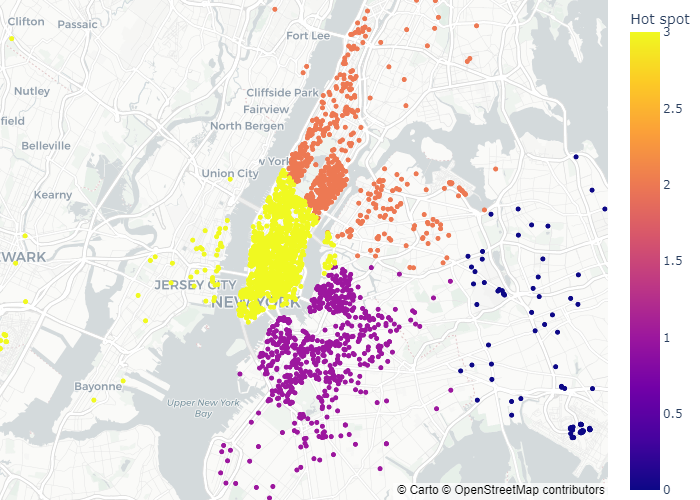 Clifton
Passaic
Fort Lee
Nutley
Cliffside Park
Fairview
North Bergen
field
Belleville
w York
Union City
Kearny
WARK
JERSEY CITY
NEW YORK
Bayonne
Upper New York
Bay
© Carto © OpenStreetMap contributors
Hot spot
3
2.5
2
1.5
1
0.5
0